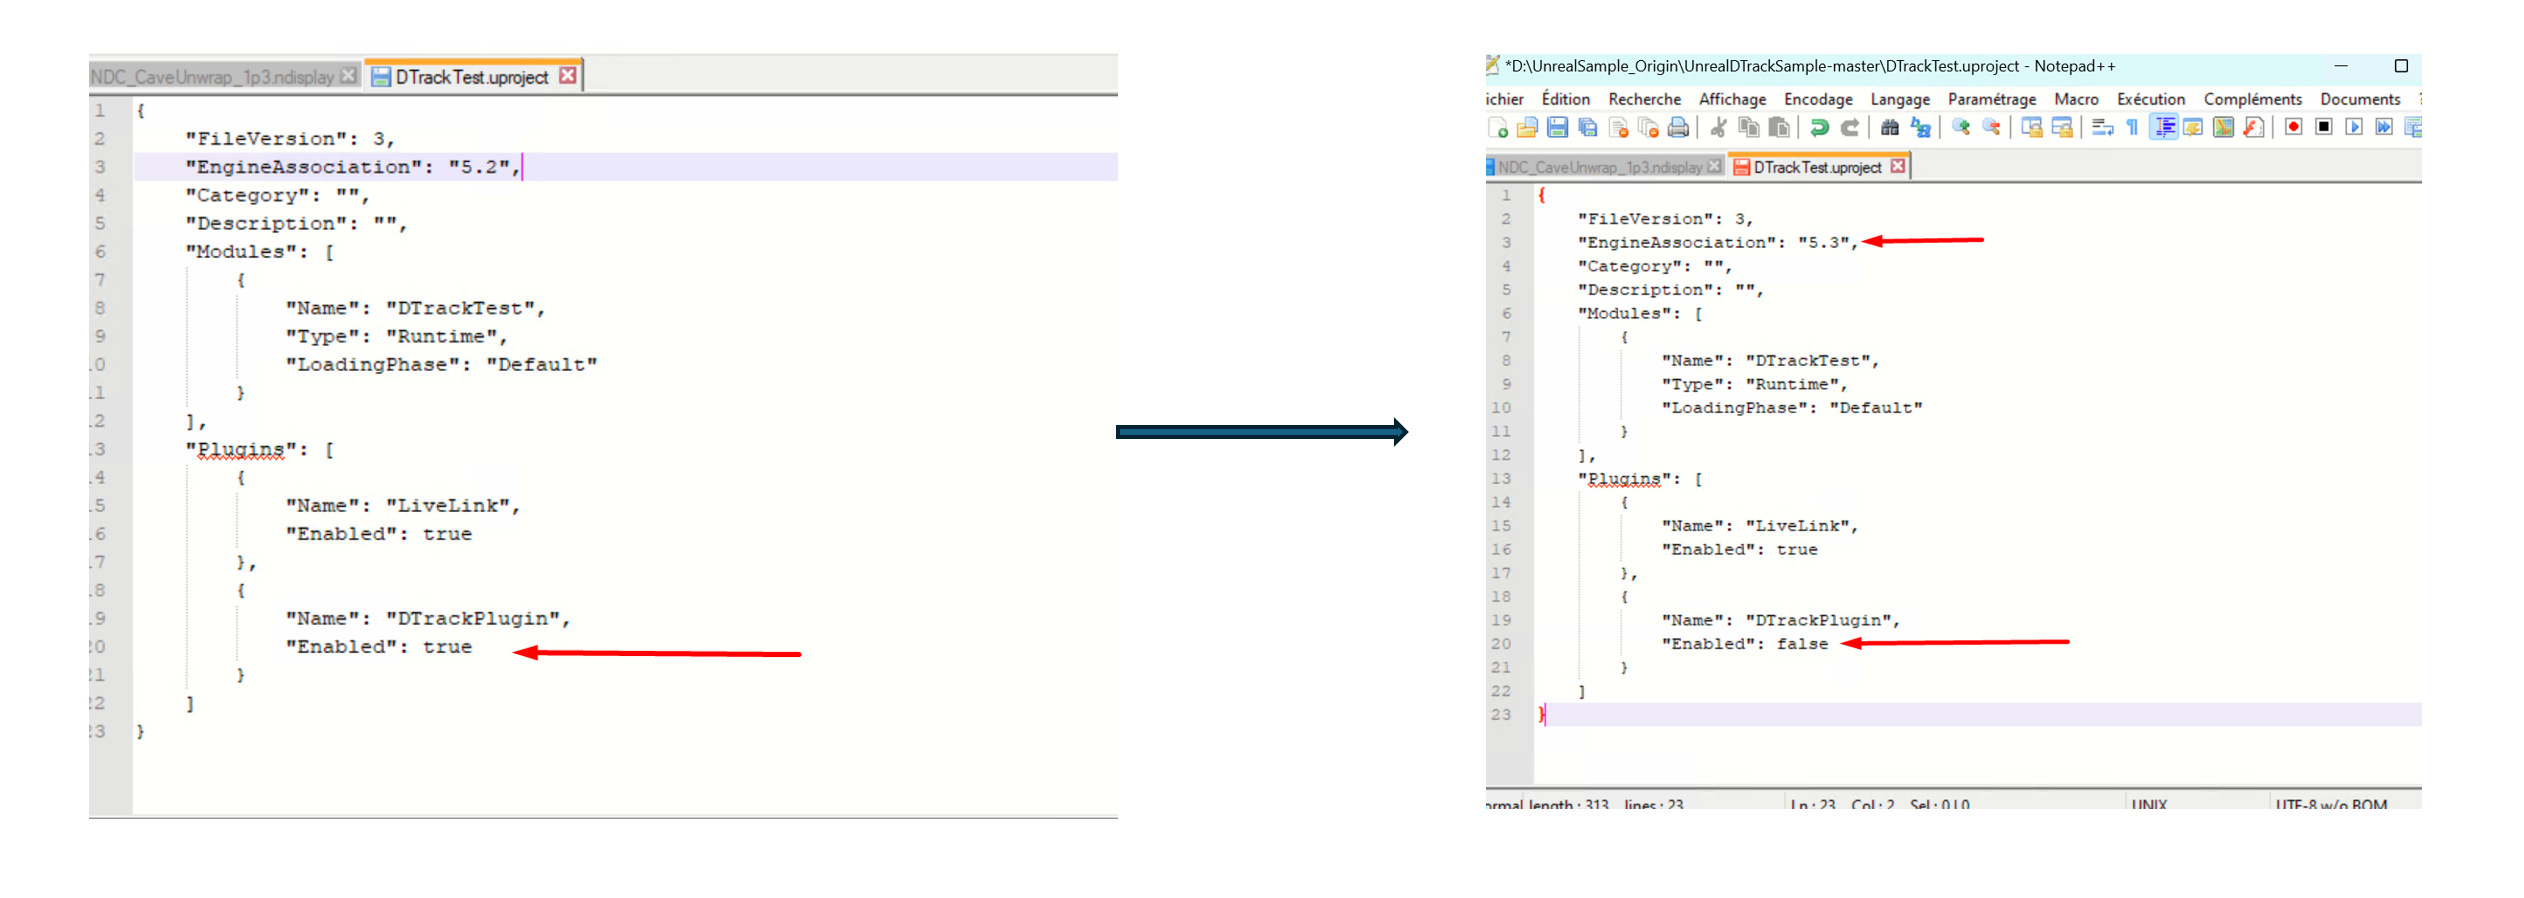 NDC_CaveUnwrap_1p3.ndisplay DTrackTest.uproject
1 {
2 "FileVersion": 3,
3 "EngineAssociation": "5.2",
4 "Category": "",
5 "Description": "",
6 "Modules": [
7 {
8 "Name": "DTrackTest",
9 "Type": "Runtime",
.0 "LoadingPhase": "Default"
.1 }
.2 ],
.3 "Plugins": [
.4 {
.5 "Name": "LiveLink",
.6 "Enabled": true
.7 },
.8 {
.9 "Name": "DTrackPlugin",
:0 "Enabled": true
:1 }
:2 ]
:3 }
*D:\UnrealSample_Origin\UnrealDTrackSample-master\DTrackTest.uproject - Notepad++
ichier Édition Recherche Affichage Encodage Langage Paramétrage Macro Exécution Compléments Documents
NDC_CaveUnwrap_1p3.ndisplay DTrackTest.uproject
1 {
2 "FileVersion": 3,
3 "EngineAssociation": "5.3",
4 "Category": "",
5 "Description": "",
6 "Modules": [
7 {
8 "Name": "DTrackTest",
9 "Type": "Runtime",
10 "LoadingPhase": "Default"
11 }
12 ],
13 "Plugins": [
14 {
15 "Name": "LiveLink",
16 "Enabled": true
17 },
18 {
19 "Name": "DTrackPlugin",
20 "Enabled": false
21 }
22 ]
23 }
ormal length : 313 lines : 23 Ln : 23 Col : 2 Sel : 0 | 0 UNIX UTF-8 w/o BOM